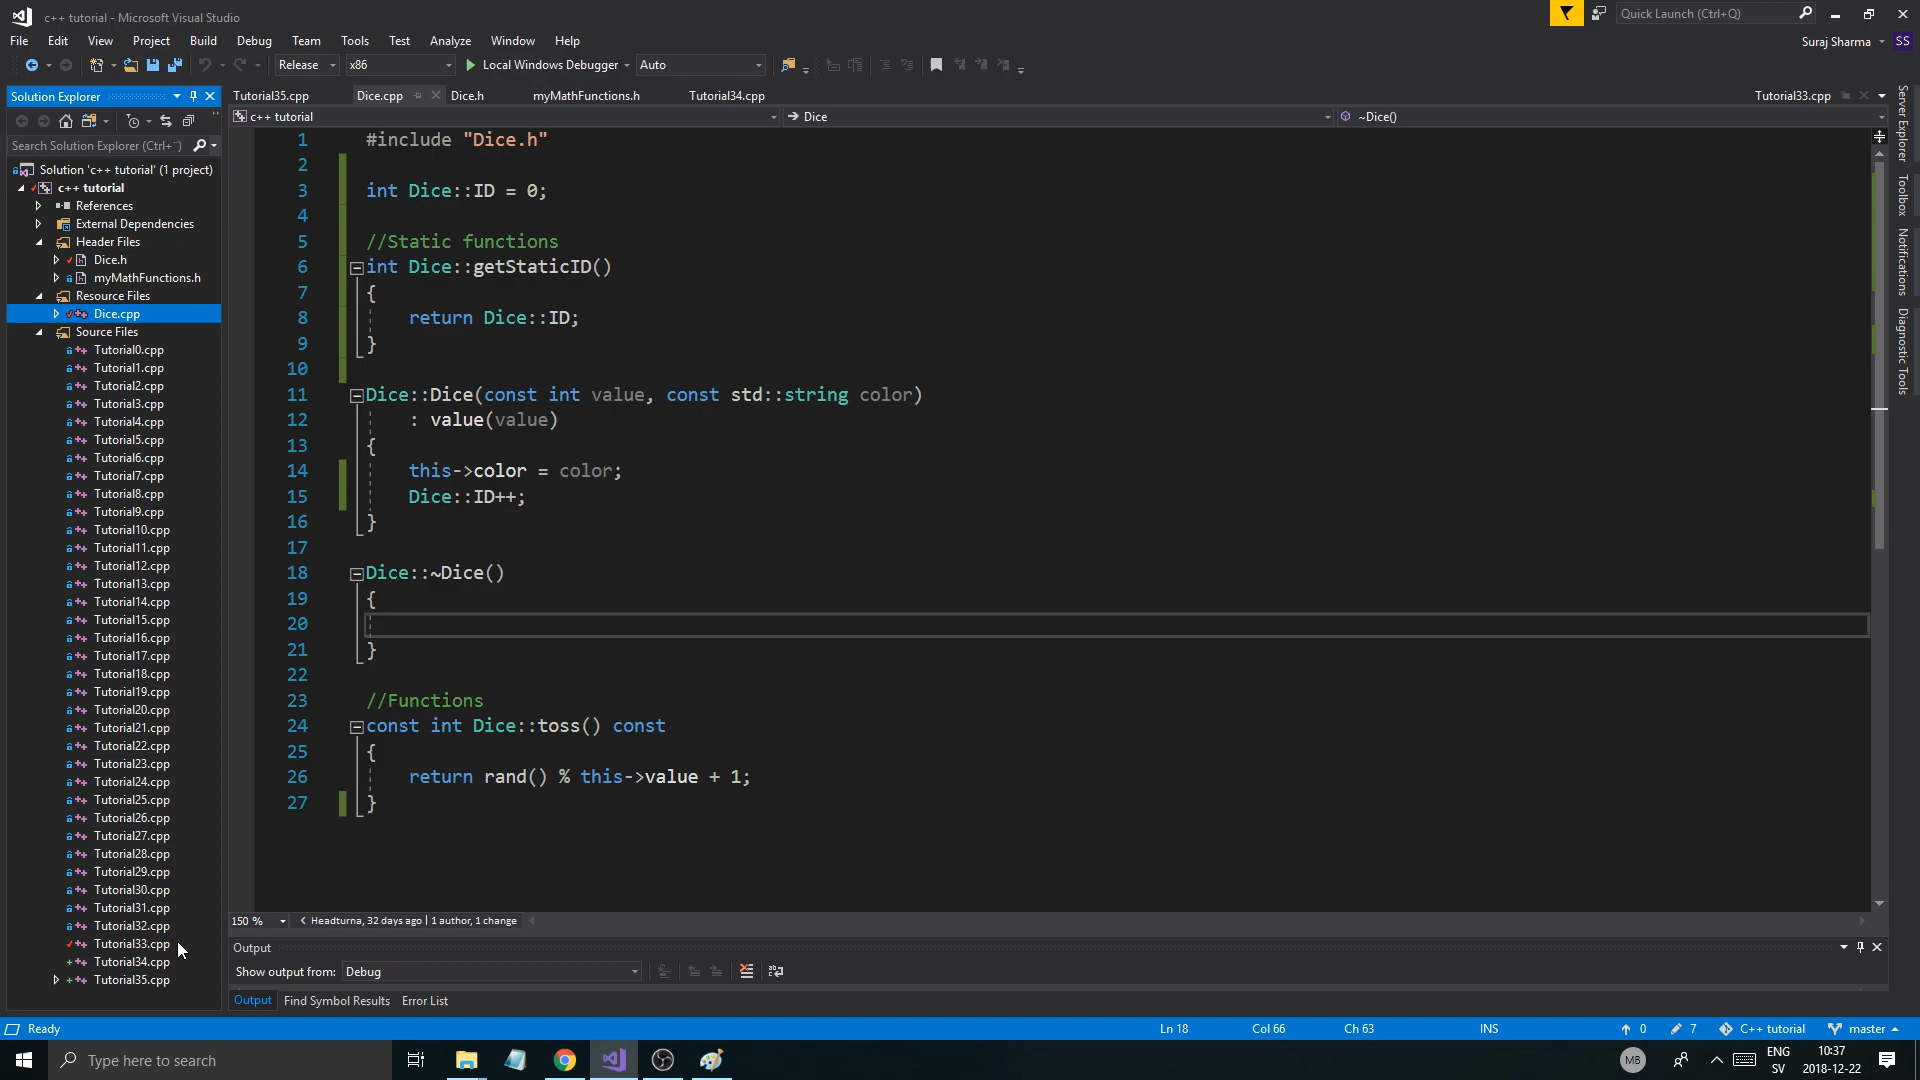 c++ tutorial - Microsoft Visual Studio
Quick Launch (Ctrl+Q)
File Edit View Project Build Debug Team Tools Test Analyze Window Help
Suraj Sharma SS
Release x86 Local Windows Debugger Auto
Solution Explorer
Search Solution Explorer (Ctrl+¨)
Solution 'c++ tutorial' (1 project)
c++ tutorial
References
External Dependencies
Header Files
Dice.h
myMathFunctions.h
Resource Files
Dice.cpp
Source Files
Tutorial0.cpp
Tutorial1.cpp
Tutorial2.cpp
Tutorial3.cpp
Tutorial4.cpp
Tutorial5.cpp
Tutorial6.cpp
Tutorial7.cpp
Tutorial8.cpp
Tutorial9.cpp
Tutorial10.cpp
Tutorial11.cpp
Tutorial12.cpp
Tutorial13.cpp
Tutorial14.cpp
Tutorial15.cpp
Tutorial16.cpp
Tutorial17.cpp
Tutorial18.cpp
Tutorial19.cpp
Tutorial20.cpp
Tutorial21.cpp
Tutorial22.cpp
Tutorial23.cpp
Tutorial24.cpp
Tutorial25.cpp
Tutorial26.cpp
Tutorial27.cpp
Tutorial28.cpp
Tutorial29.cpp
Tutorial30.cpp
Tutorial31.cpp
Tutorial32.cpp
Tutorial33.cpp
Tutorial34.cpp
Tutorial35.cpp
Tutorial35.cpp Dice.cpp Dice.h myMathFunctions.h Tutorial34.cpp Tutorial33.cpp
c++ tutorial Dice ~Dice()
1 #include "Dice.h"
2
3 int Dice::ID = 0;
4
5 //Static functions
6 int Dice::getStaticID()
7 {
8 return Dice::ID;
9 }
10
11 Dice::Dice(const int value, const std::string color)
12 : value(value)
13 {
14 this->color = color;
15 Dice::ID++;
16 }
17
18 Dice::~Dice()
19 {
20
21 }
22
23 //Functions
24 const int Dice::toss() const
25 {
26 return rand() % this->value + 1;
27 }
150 % Headturna, 32 days ago | 1 author, 1 change
Output
Show output from: Debug
Output Find Symbol Results Error List
Server Explorer
Toolbox
Notifications
Diagnostic Tools
Ready Ln 18 Col 66 Ch 63 INS 0 7 C++ tutorial master
Type here to search
MB
ENG
SV
10:37
2018-12-22